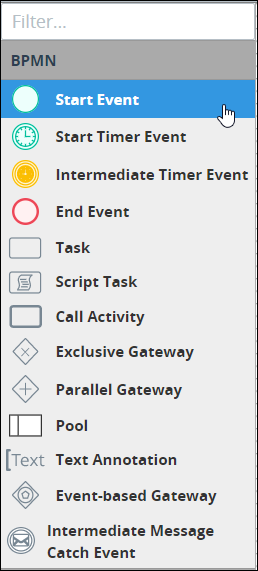 Filter...
BPMN
Start Event
Start Timer Event
Intermediate Timer Event
End Event
Task
Script Task
Call Activity
Exclusive Gateway
Parallel Gateway
Pool
[Text Text Annotation
Event-based Gateway
Intermediate Message
Catch Event